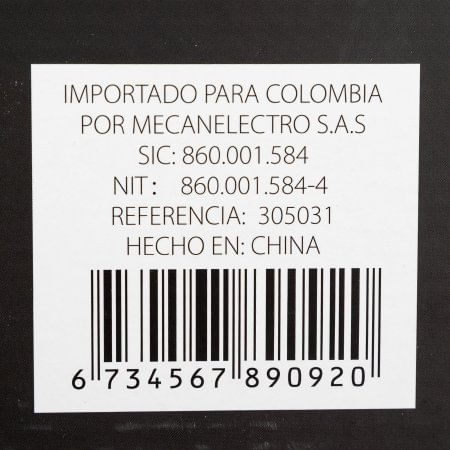 IMPORTADO PARA COLOMBIA
POR MECANELECTRO S.A.S
SIC: 860.001.584
NIT: 860.001.584-4
REFERENCIA: 305031
HECHO EN: CHINA
6 734567 890920